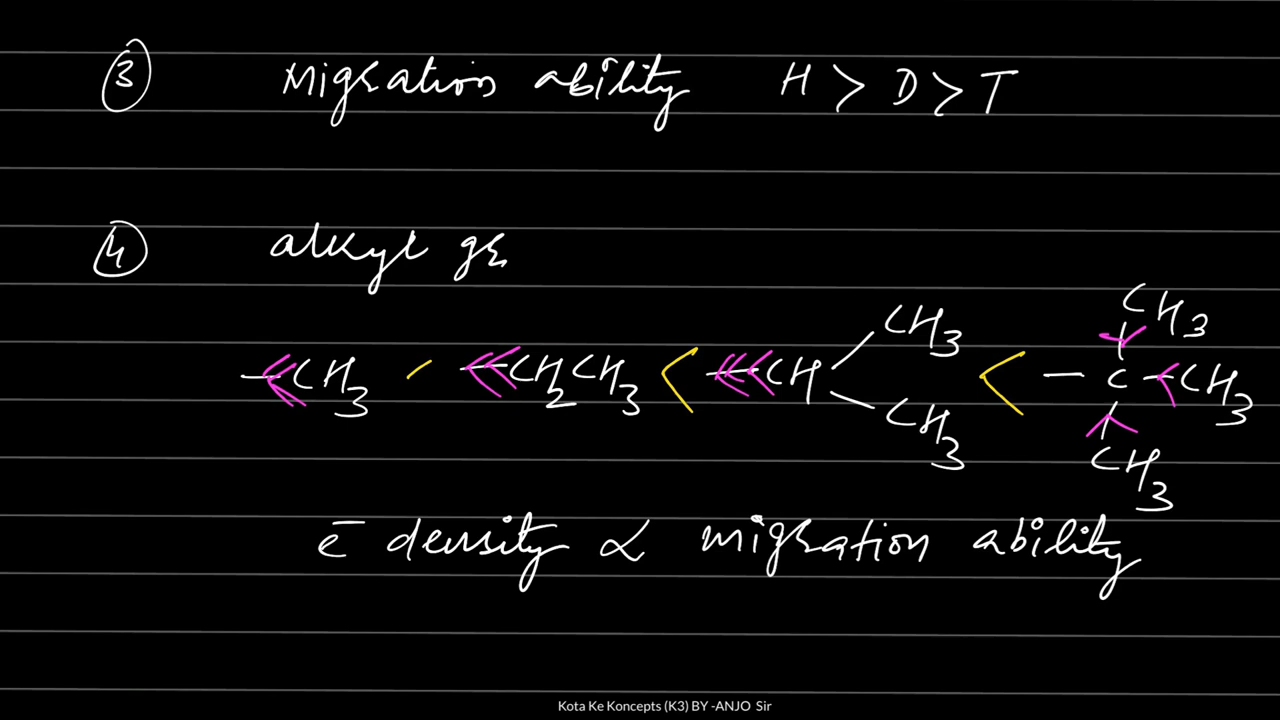 ③ Migration ability H > D > T
④ alkyl gr
-CH3 < -CH2CH3 < -CH(CH3)(CH3) < -C(CH3)(CH3)-CH3
e̅ density ∝ migration ability
Kota Ke Koncepts (K3) BY -ANJO Sir